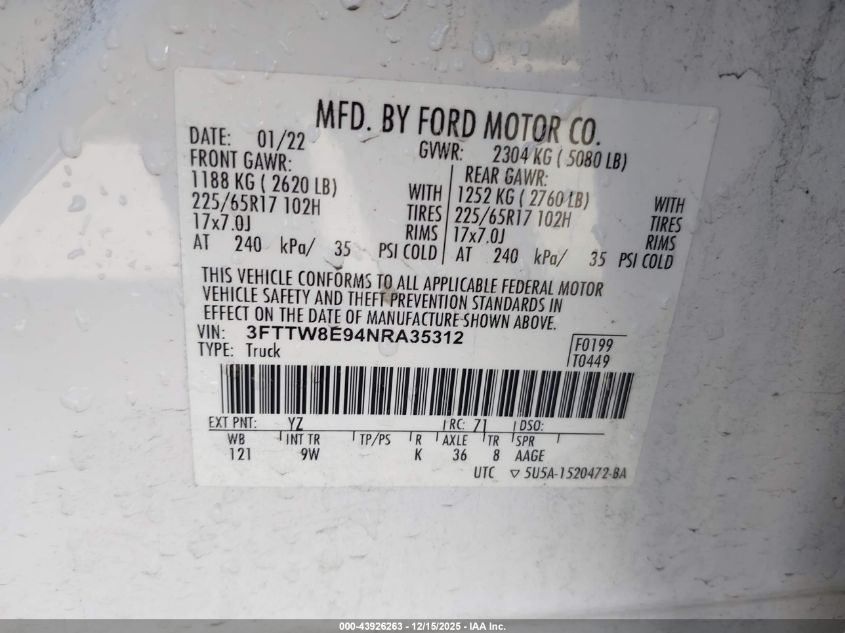 MFD. BY FORD MOTOR CO.
DATE: 01/22 GVWR: 2304 KG ( 5080 LB)
FRONT GAWR: REAR GAWR:
1188 KG ( 2620 LB) WITH 1252 KG ( 2760 LB) WITH
225/65R17 102H TIRES 225/65R17 102H TIRES
17x7.0J RIMS 17x7.0J RIMS
AT 240 kPa/ 35 PSI COLD AT 240 kPa/ 35 PSI COLD
THIS VEHICLE CONFORMS TO ALL APPLICABLE FEDERAL MOTOR
VEHICLE SAFETY AND THEFT PREVENTION STANDARDS IN
EFFECT ON THE DATE OF MANUFACTURE SHOWN ABOVE.
VIN: 3FTTW8E94NRA35312
TYPE: Truck F0199
T0449
EXT PNT: YZ RC: 71 DSO:
WB INT TR TP/PS R AXLE TR SPR
121 9W K 36 8 AAGE
UTC ▽ 5U5A-1520472-BA
000-43926263 - 12/15/2025 - IAA Inc.